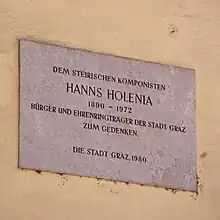 DEM STEIRISCHEN KOMPONISTEN
HANNS HOLENIA
1890 – 1972
BÜRGER UND EHRENRINGTRÄGER DER STADT GRAZ
ZUM GEDENKEN.
DIE STADT GRAZ, 1980